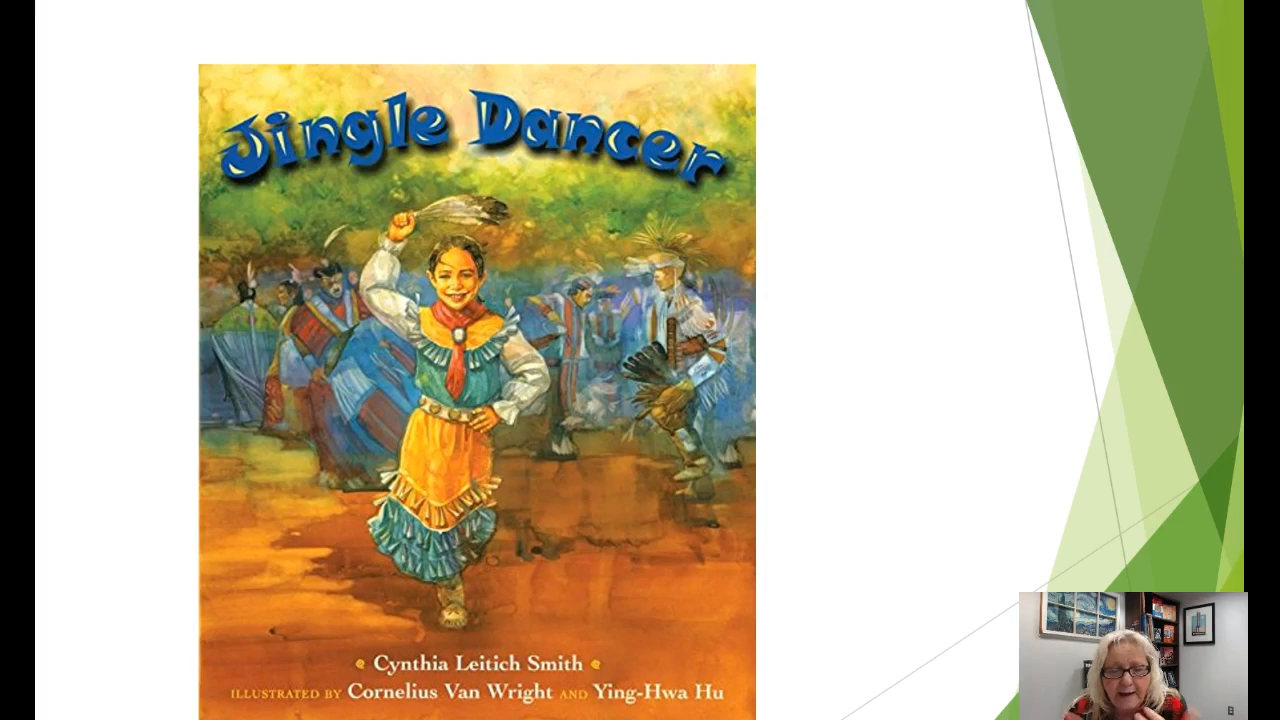 Jingle Dancer
Cynthia Leitich Smith
ILLUSTRATED BY Cornelius Van Wright AND Ying-Hwa Hu